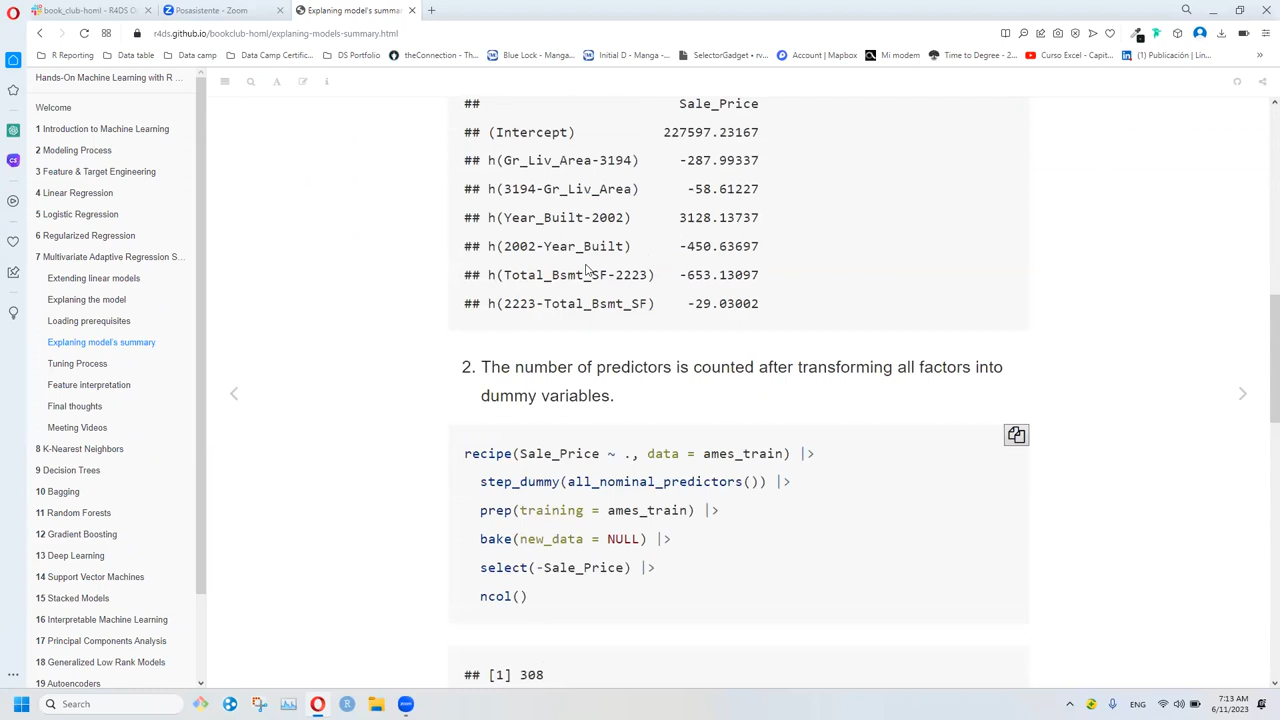 book_club-homl - R4DS O
Posasistente - Zoom
Explaning model's summa
r4ds.github.io/bookclub-homl/explaning-models-summary.html
R Reporting
Data table
Data camp
Data Camp Certific...
DS Portfolio
theConnection - Th...
Blue Lock - Manga...
Initial D - Manga -...
SelectorGadget • rv...
Account | Mapbox
Mi modem
Time to Degree - 2...
Curso Excel - Capit...
(1) Publicación | Lin...
Hands-On Machine Learning with R ...
Welcome
1 Introduction to Machine Learning
2 Modeling Process
3 Feature & Target Engineering
4 Linear Regression
5 Logistic Regression
6 Regularized Regression
7 Multivariate Adaptive Regression S...
Extending linear models
Explaning the model
Loading prerequisites
Explaning model's summary
Tuning Process
Feature interpretation
Final thoughts
Meeting Videos
8 K-Nearest Neighbors
9 Decision Trees
10 Bagging
11 Random Forests
12 Gradient Boosting
13 Deep Learning
14 Support Vector Machines
15 Stacked Models
16 Interpretable Machine Learning
17 Principal Components Analysis
18 Generalized Low Rank Models
19 Autoencoders
## Sale_Price
## (Intercept) 227597.23167
## h(Gr_Liv_Area-3194) -287.99337
## h(3194-Gr_Liv_Area) -58.61227
## h(Year_Built-2002) 3128.13737
## h(2002-Year_Built) -450.63697
## h(Total_Bsmt_SF-2223) -653.13097
## h(2223-Total_Bsmt_SF) -29.03002
2. The number of predictors is counted after transforming all factors into
dummy variables.
recipe(Sale_Price ~ ., data = ames_train) |>
step_dummy(all_nominal_predictors()) |>
prep(training = ames_train) |>
bake(new_data = NULL) |>
select(-Sale_Price) |>
ncol()
## [1] 308
Search
ENG
7:13 AM
6/11/2023